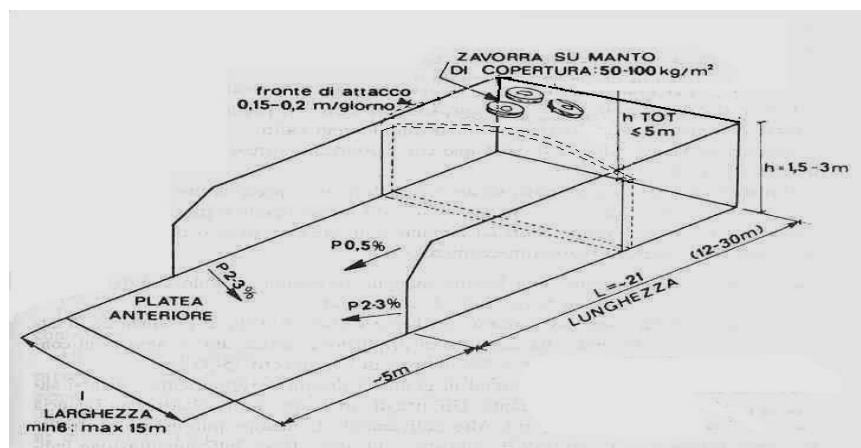 ZAVORRA SU MANTO
DI COPERTURA: 50-100 kg/m²
fronte di attacco
0,15-0,2 m/giorno
h TOT
≤5m
h=1,5-3m
P 0,5%
P 2-3%
PLATEA
ANTERIORE
P 2-3%
(12-30m)
L=~21
LUNGHEZZA
~5m
l
LARGHEZZA
min 6; max 15m